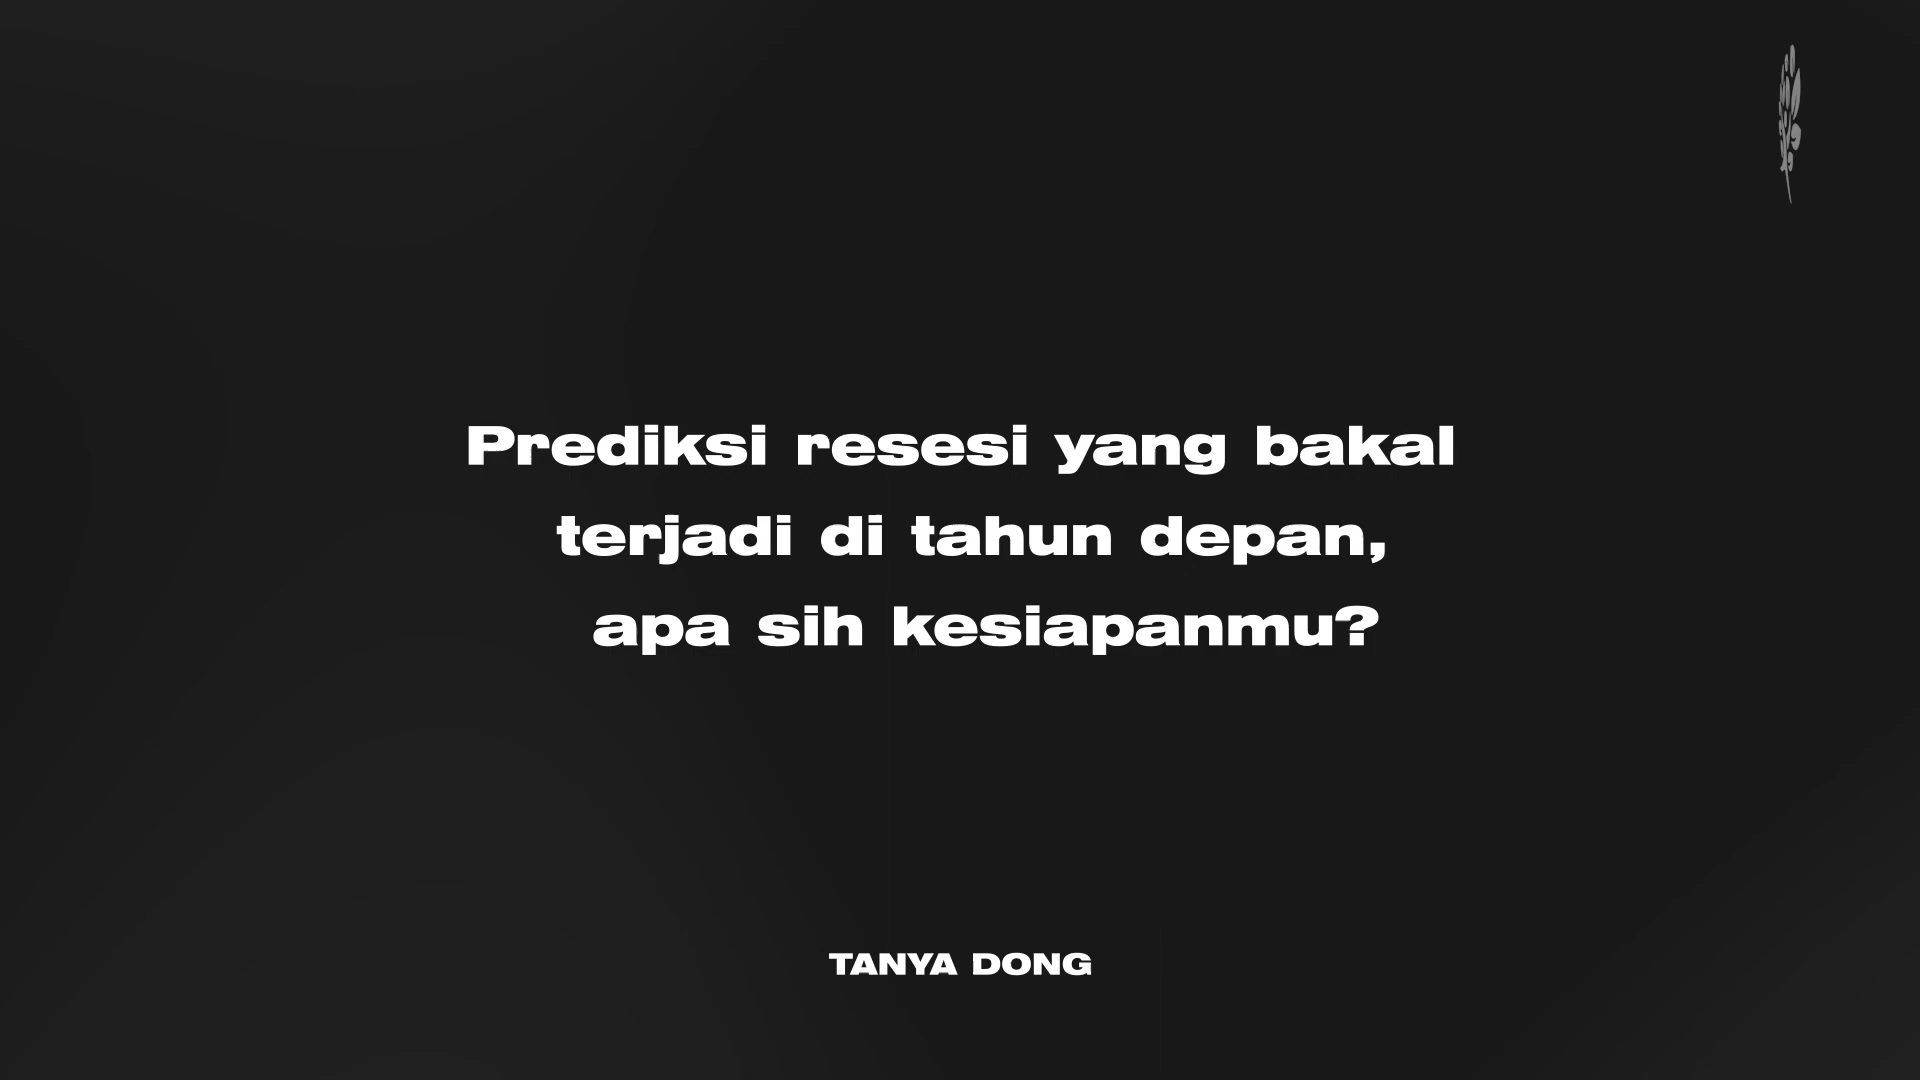 Prediksi resesi yang bakal
terjadi di tahun depan,
apa sih kesiapanmu?
TANYA DONG